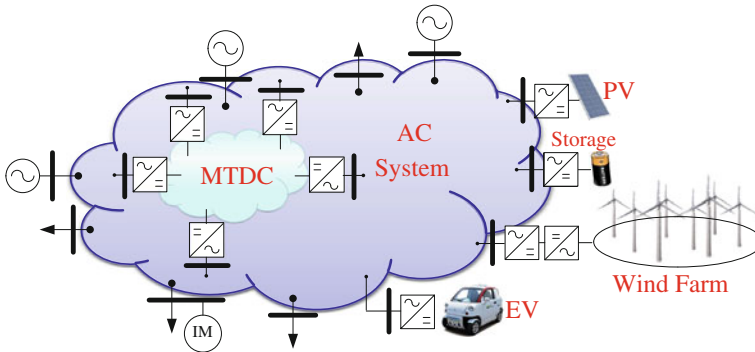 PV
AC
System
Storage
MTDC
Wind Farm
EV
IM